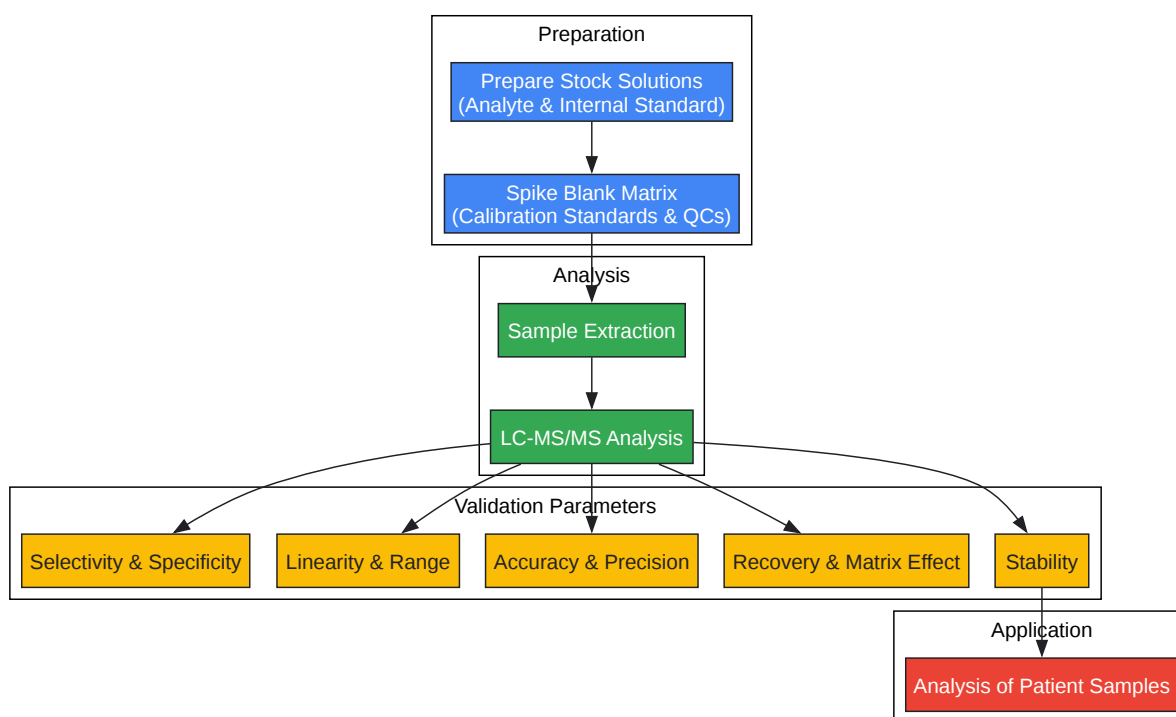 Preparation
Prepare Stock Solutions
(Analyte & Internal Standard)
Spike Blank Matrix
(Calibration Standards & QCs)
Analysis
Sample Extraction
LC-MS/MS Analysis
Validation Parameters
Selectivity & Specificity
Linearity & Range
Accuracy & Precision
Recovery & Matrix Effect
Stability
Application
Analysis of Patient Samples